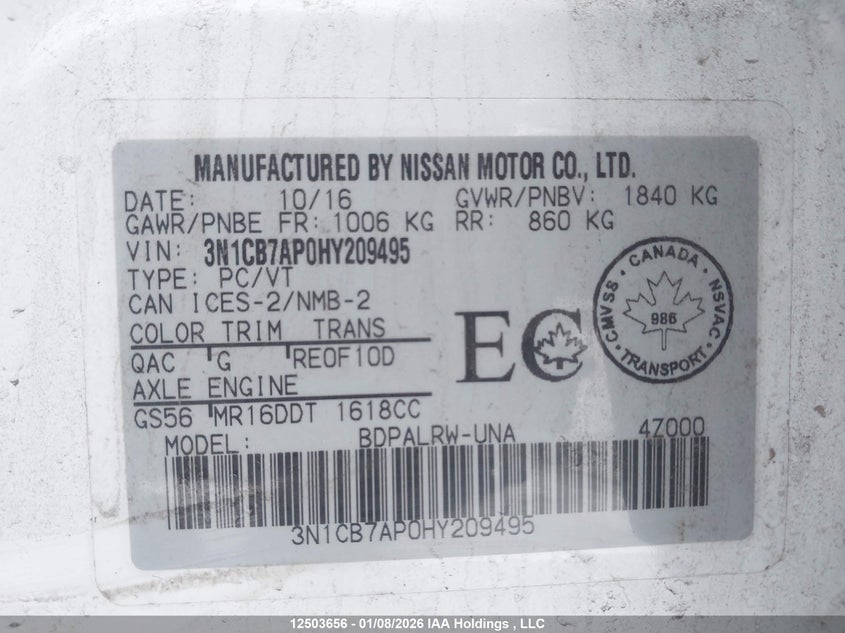 MANUFACTURED BY NISSAN MOTOR CO., LTD.
DATE: 10/16 GVWR/PNBV: 1840 KG
GAWR/PNBE FR: 1006 KG RR: 860 KG
VIN: 3N1CB7AP0HY209495
TYPE: PC/VT
CAN ICES-2/NMB-2
COLOR TRIM TRANS
QAC G RE0F10D
AXLE ENGINE
GS56 MR16DDT 1618CC
MODEL: BDPALRW-UNA 4Z000
3N1CB7AP0HY209495
EC
CANADA
CMVSS 986 NSVAC
TRANSPORT
12503656 - 01/08/2026 IAA Holdings , LLC